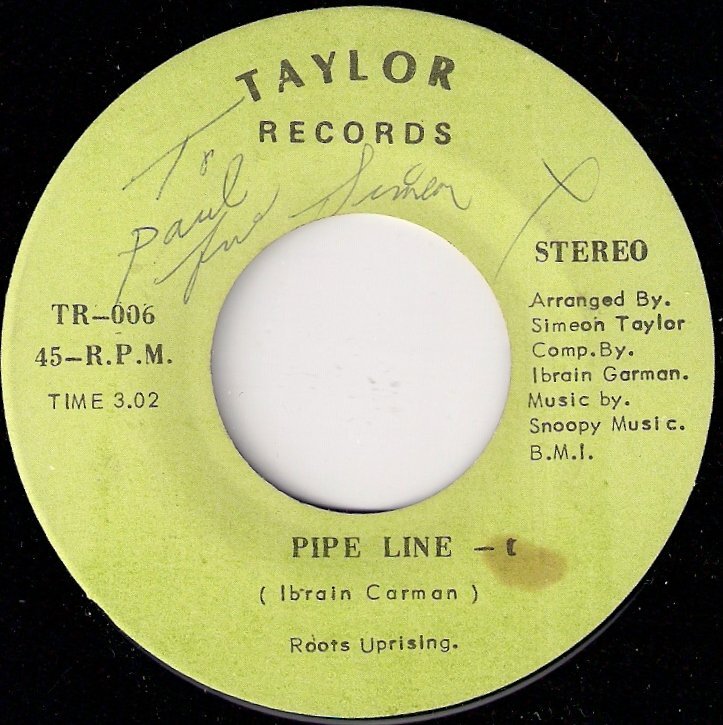 TAYLOR
RECORDS
To
Paul
from Simeon
X
STEREO
TR-006
45-R.P.M.
TIME 3.02
Arranged By.
Simeon Taylor
Comp.By.
Ibrain Garman.
Music by.
Snoopy Music.
B.M.I.
PIPE LINE -
( Ibrain Carman )
Roots Uprising.